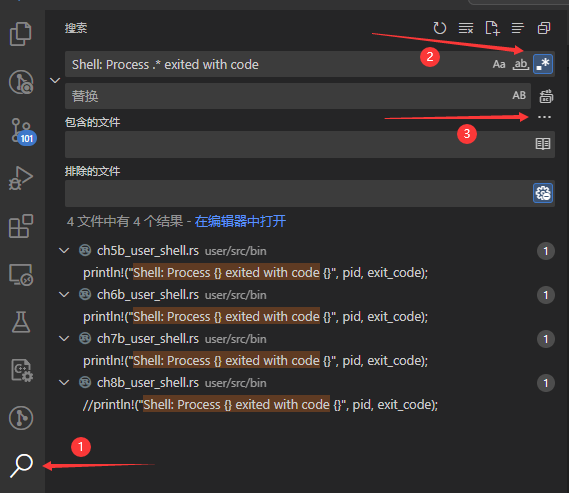 搜索
2
Shell: Process .* exited with code
Aa
ab
.*
替换
AB
3
包含的文件
101
排除的文件
4 文件中有 4 个结果 - 在编辑器中打开
ch5b_user_shell.rs user/src/bin 1
println!("Shell: Process {} exited with code {}", pid, exit_code);
ch6b_user_shell.rs user/src/bin 1
println!("Shell: Process {} exited with code {}", pid, exit_code);
ch7b_user_shell.rs user/src/bin 1
println!("Shell: Process {} exited with code {}", pid, exit_code);
ch8b_user_shell.rs user/src/bin 1
//println!("Shell: Process {} exited with code {}", pid, exit_code);
1